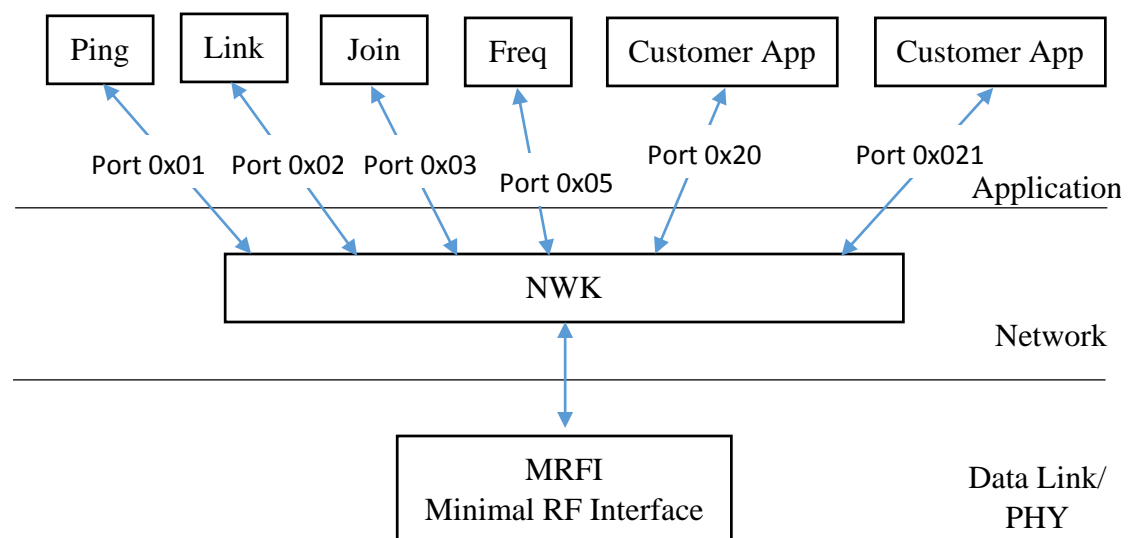 Ping
Link
Join
Freq
Customer App
Customer App
Port 0x01
Port 0x02
Port 0x03
Port 0x05
Port 0x20
Port 0x021
Application
NWK
Network
MRFI
Minimal RF Interface
Data Link/
PHY